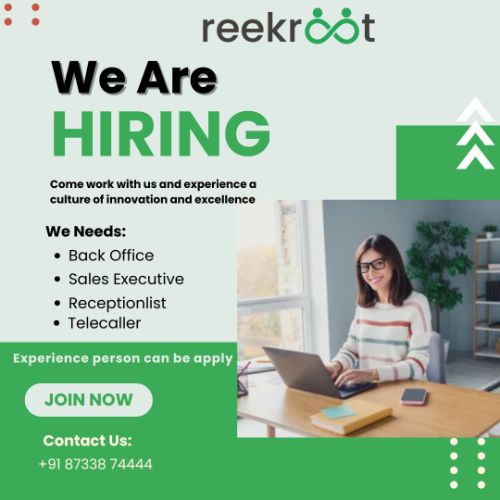 reekroot
We Are
HIRING
Come work with us and experience a
culture of innovation and excellence
We Needs:
• Back Office
• Sales Executive
• Receptionlist
• Telecaller
Experience person can be apply
JOIN NOW
Contact Us:
+91 87338 74444